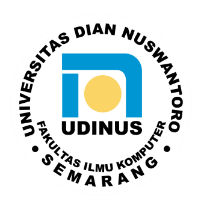 UNIVERSITAS DIAN NUSWANTORO
UDINUS
FAKULTAS ILMU KOMPUTER
• SEMARANG •